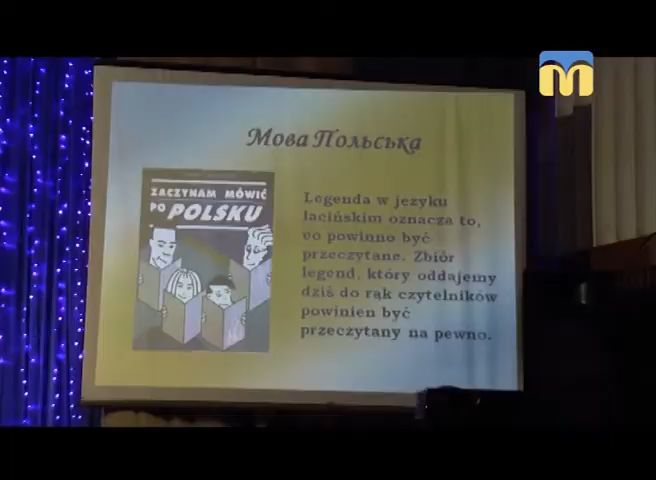 Мова Польська
ZACZYNAM MÓWIĆ
PO POLSKU
Legenda w języku
łacińskim oznacza to,
co powinno być
przeczytane. Zbiór
legend, który oddajemy
dziś do rąk czytelników
powinien być
przeczytany na pewno.